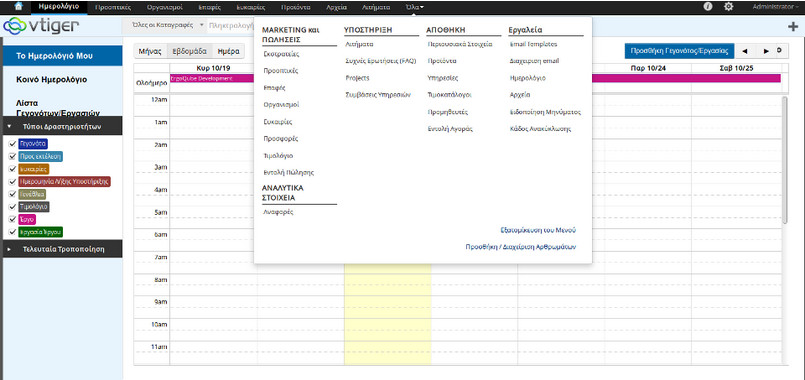 Ημερολόγιο Προοπτικές Οργανισμοί Επαφές Ευκαιρίες Προϊόντα Αρχεία Αιτήματα Όλα Administrator
vtiger Όλες οι Καταγραφές
Το Ημερολόγιό Μου
Κοινό Ημερολόγιο
Λίστα
Γεγονότων/Εργασιών
Τύποι Δραστηριοτήτων
Γεγονότα
Προς εκτέλεση
Ευκαιρίες
Ημερομηνία Λήξης Υποστήριξης
Γενέθλια
Τιμολόγιο
Έργο
Εργασία Έργου
Τελευταία Τροποποίηση
Μήνας Εβδομάδα Ημέρα
Προσθήκη Γεγονότος/Εργασίας
Κυρ 10/19 Παρ 10/24 Σαβ 10/25
Ολοήμερο
ErgoQube Development
12am
1am
2am
3am
4am
5am
6am
7am
8am
9am
10am
11am
MARKETING και
ΠΩΛΗΣΕΙΣ
Εκστρατείες
Προοπτικές
Επαφές
Οργανισμοί
Ευκαιρίες
Προσφορές
Τιμολόγιο
Εντολή Πώλησης
ΑΝΑΛΥΤΙΚΑ
ΣΤΟΙΧΕΙΑ
Αναφορές
ΥΠΟΣΤΗΡΙΞΗ
Αιτήματα
Συχνές Ερωτήσεις (FAQ)
Projects
Συμβάσεις Υπηρεσιών
ΑΠΟΘΗΚΗ
Περιουσιακά Στοιχεία
Προϊόντα
Υπηρεσίες
Τιμοκατάλογοι
Προμηθευτές
Εντολή Αγοράς
Εργαλεία
Email Templates
Διαχείριση email
Ημερολόγιο
Αρχεία
Ειδοποίηση Μηνύματος
Κάδος Ανακύκλωσης
Εξατομίκευση του Μενού
Προσθήκη / Διαχείριση Αρθρωμάτων